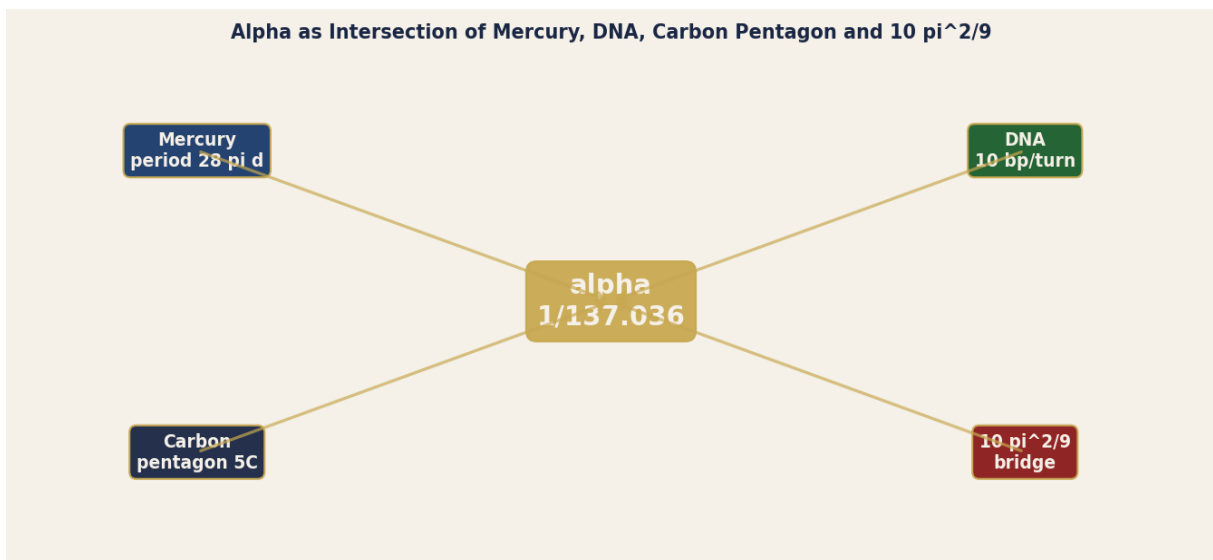 Alpha as Intersection of Mercury, DNA, Carbon Pentagon and 10 pi^2/9
Mercury
period 28 pi d
DNA
10 bp/turn
alpha
1/137.036
Carbon
pentagon 5C
10 pi^2/9
bridge